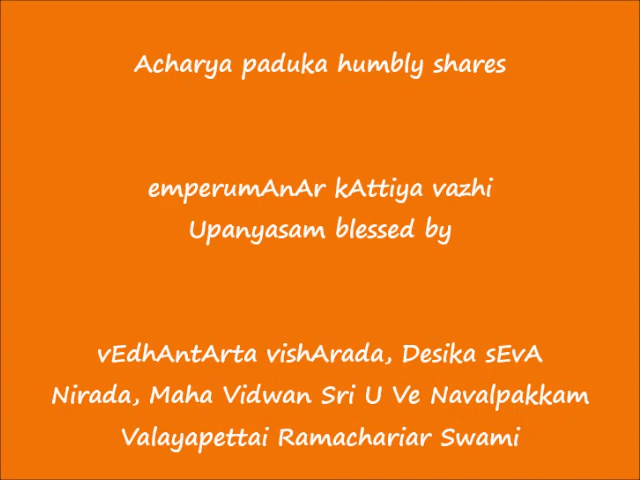 Acharya paduka humbly shares
emperumAnAr kAttiya vazhi
Upanyasam blessed by
vEdhAntArta vishArada, Desika sEvA
Nirada, Maha Vidwan Sri U Ve Navalpakkam
Valayapettai Ramachariar Swami